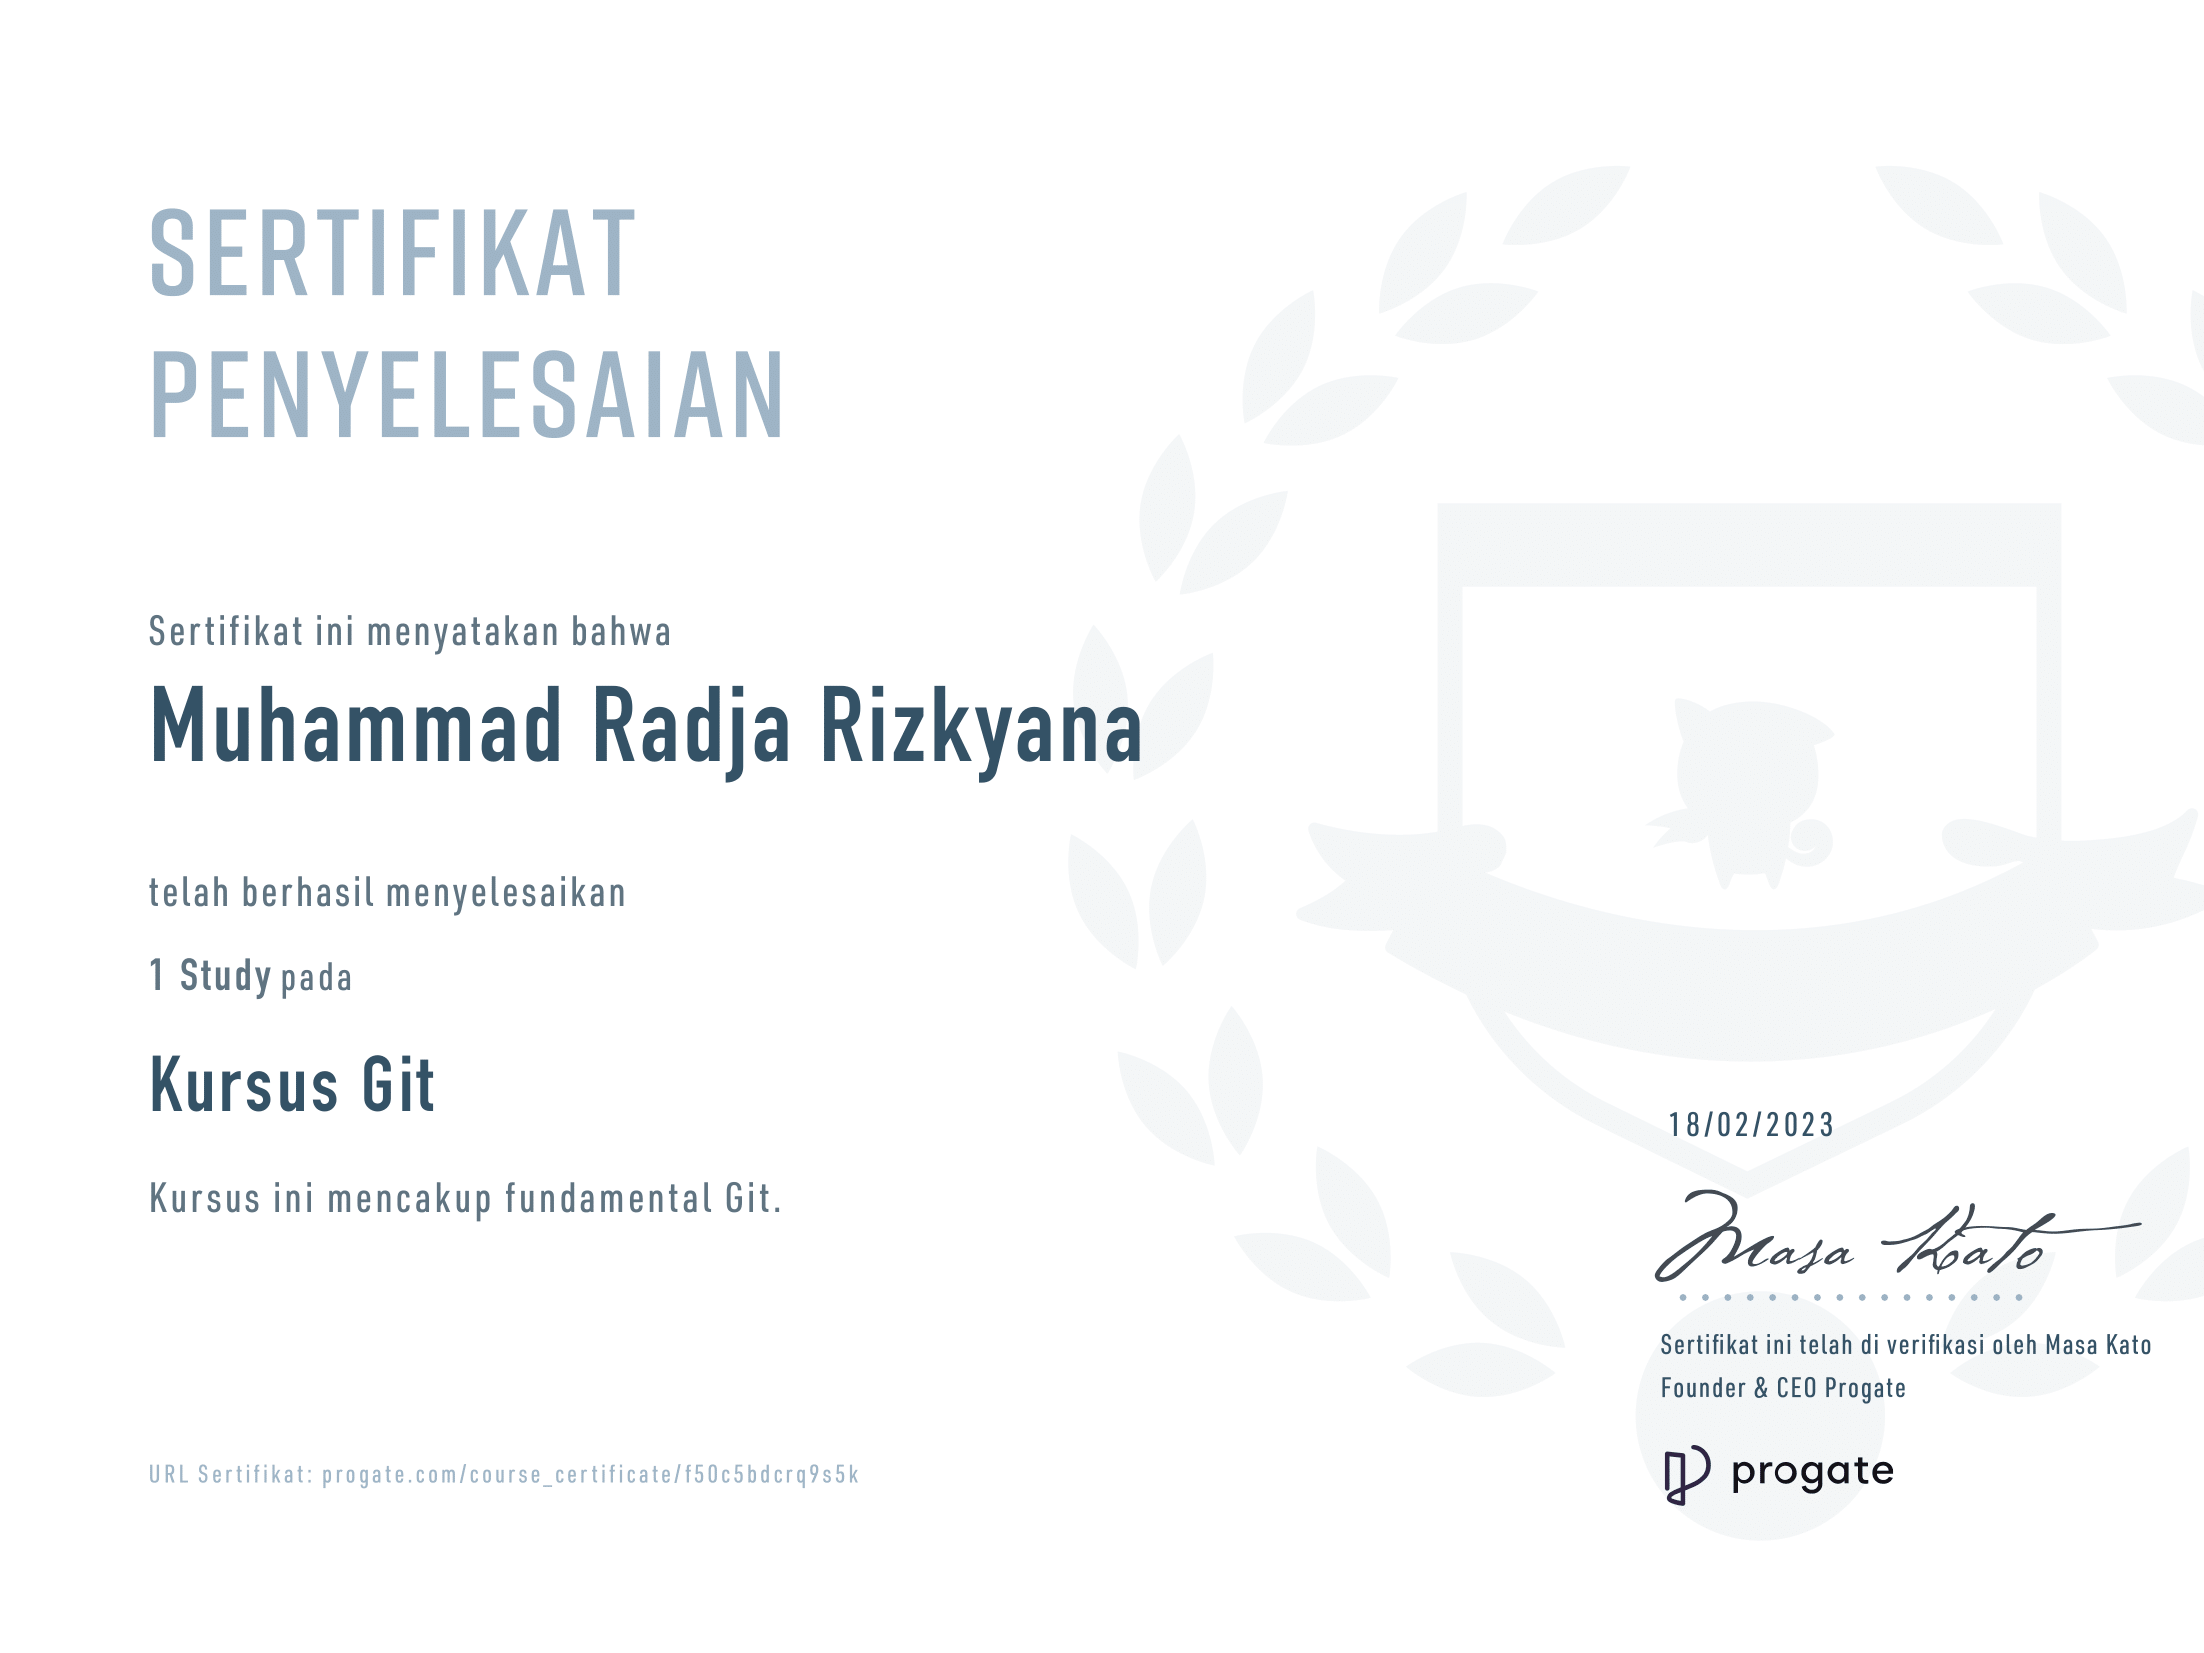 SERTIFIKAT
PENYELESAIAN
Sertifikat ini menyatakan bahwa
Muhammad Radja Rizkyana
telah berhasil menyelesaikan
1 Study pada
Kursus Git
Kursus ini mencakup fundamental Git.
URL Sertifikat: progate.com/course_certificate/f50c5bdcrq9s5k
18/02/2023
Masa Kato
Sertifikat ini telah di verifikasi oleh Masa Kato
Founder & CEO Progate
progate